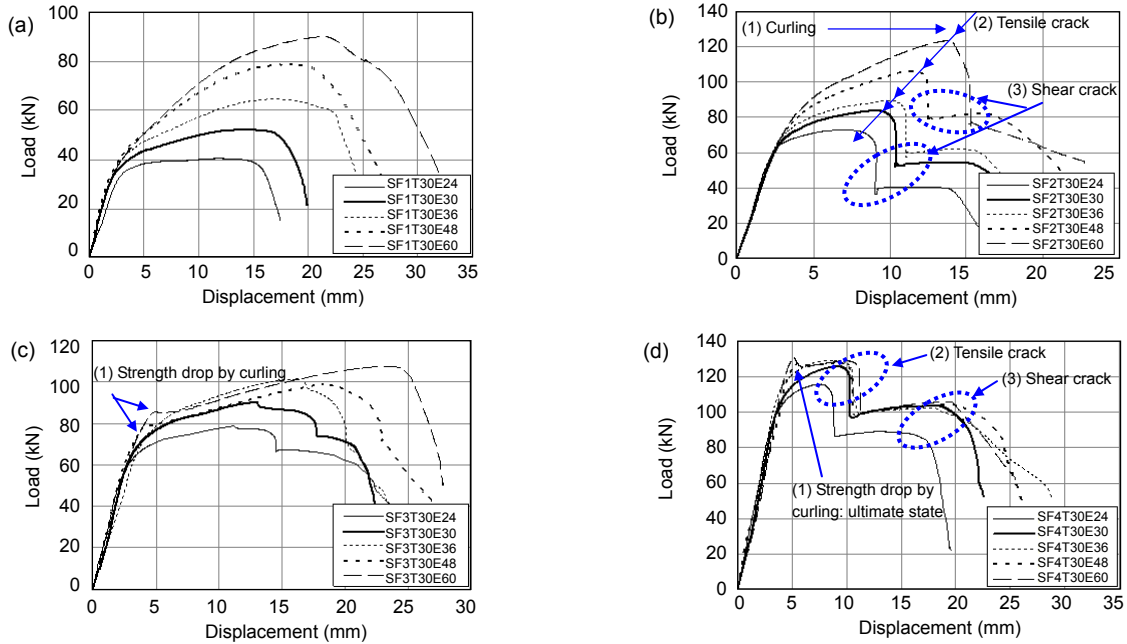 (a)
100
80
60
40
20
0
Load (kN)
0 5 10 15 20 25 30 35
Displacement (mm)
SF1T30E24
SF1T30E30
SF1T30E36
SF1T30E48
SF1T30E60
(b)
140
120
100
80
60
40
20
0
Load (kN)
0 5 10 15 20 25
Displacement (mm)
(1) Curling
(2) Tensile crack
(3) Shear crack
SF2T30E24
SF2T30E30
SF2T30E36
SF2T30E48
SF2T30E60
(c)
120
100
80
60
40
20
0
Load (kN)
0 5 10 15 20 25 30
Displacement (mm)
(1) Strength drop by curling
SF3T30E24
SF3T30E30
SF3T30E36
SF3T30E48
SF3T30E60
(d)
140
120
100
80
60
40
20
0
Load (kN)
0 5 10 15 20 25 30 35
Displacement (mm)
(2) Tensile crack
(3) Shear crack
(1) Strength drop by
curling: ultimate state
SF4T30E24
SF4T30E30
SF4T30E36
SF4T30E48
SF4T30E60